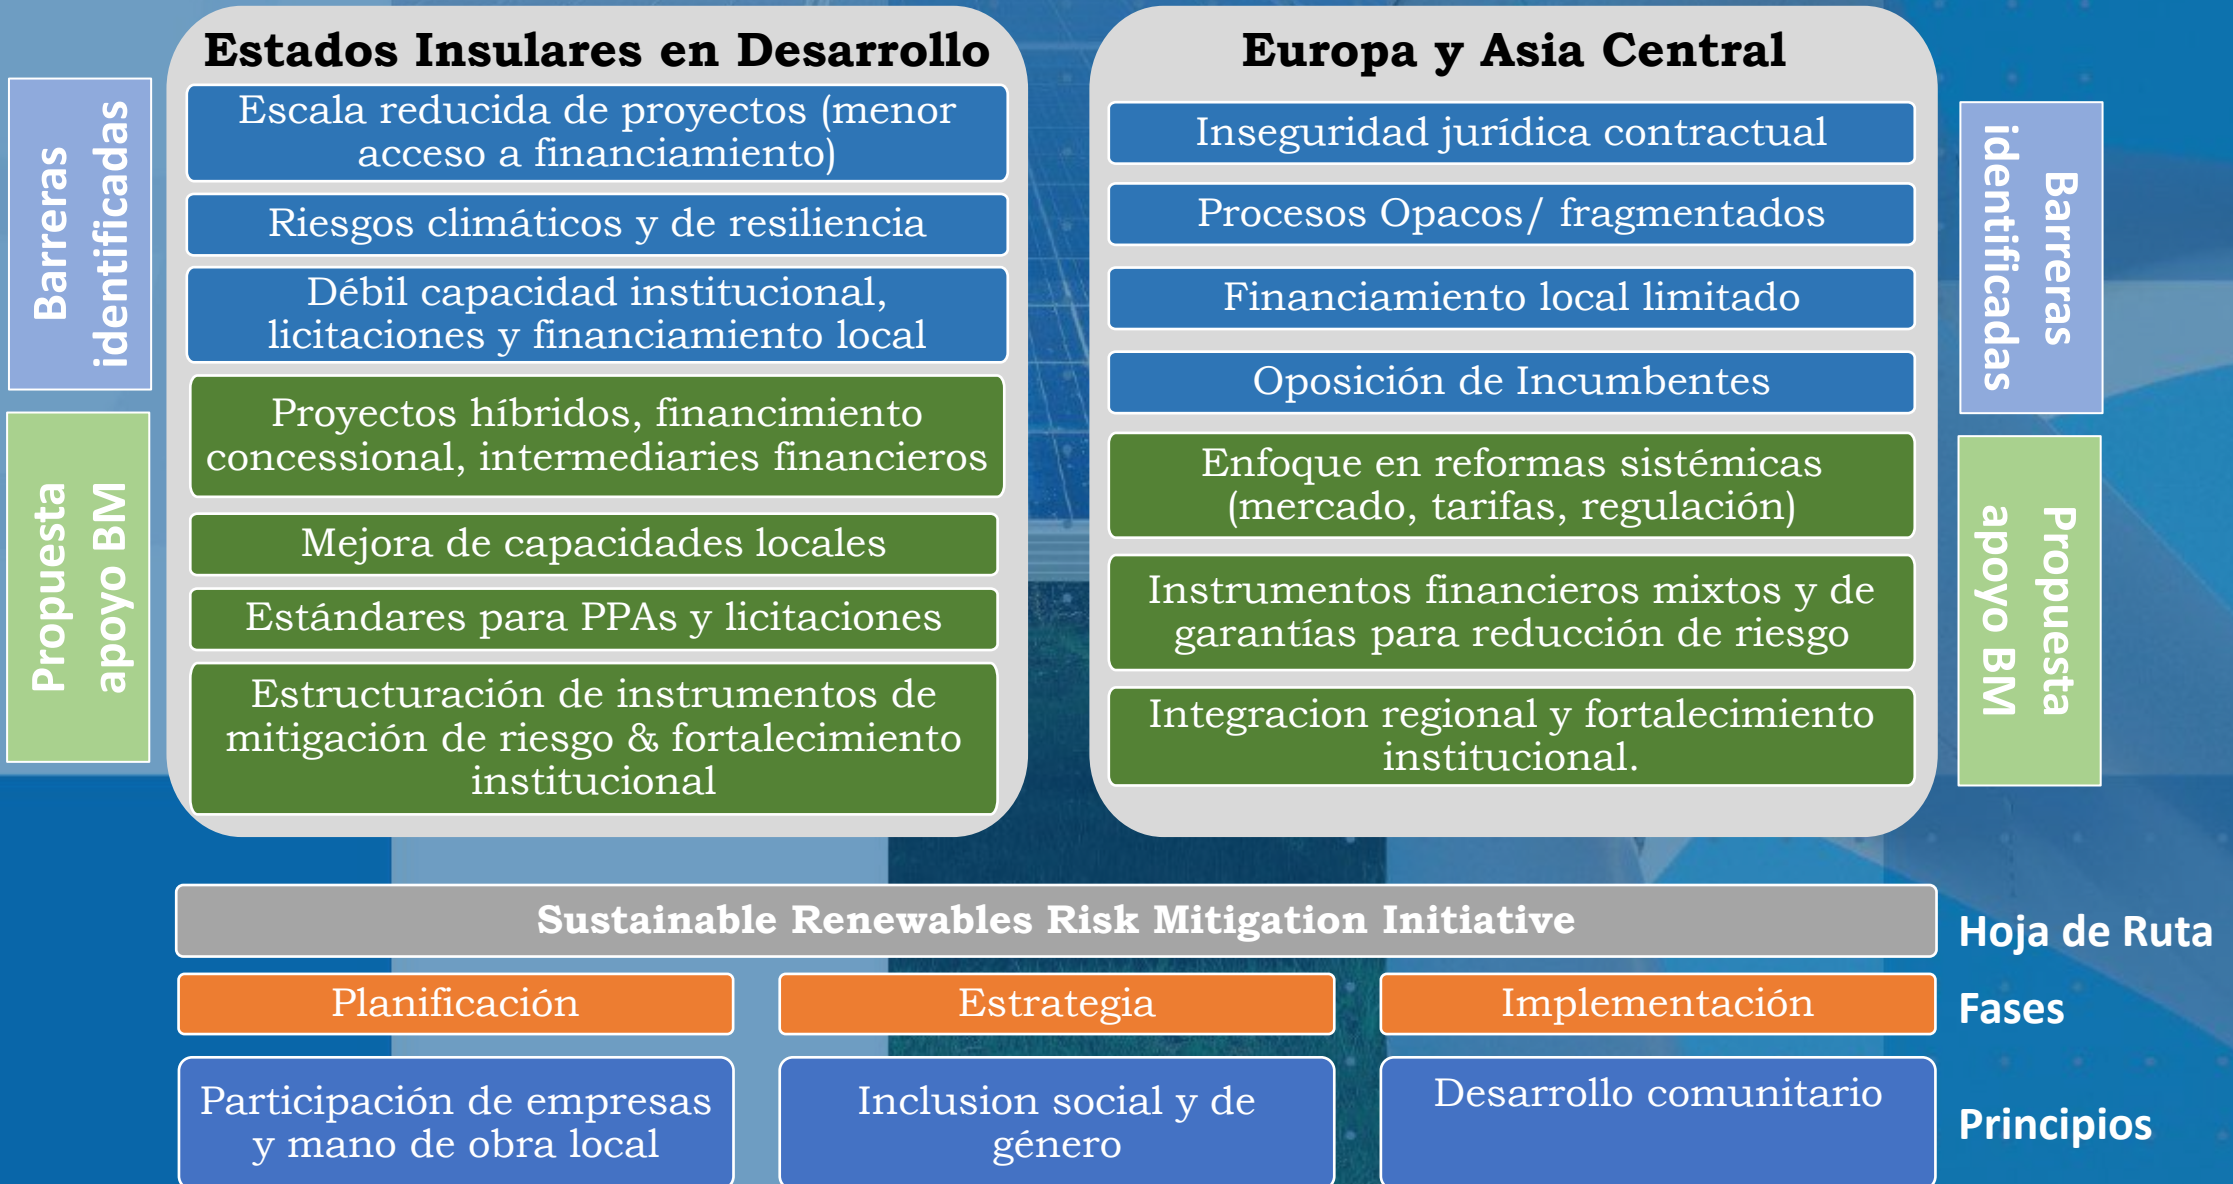 Estados Insulares en Desarrollo
Barreras
identificadas
Escala reducida de proyectos (menor
acceso a financiamiento)
Riesgos climáticos y de resiliencia
Débil capacidad institucional,
licitaciones y financiamiento local
Propuesta
apoyo BM
Proyectos híbridos, financimiento
concessional, intermediaries financieros
Mejora de capacidades locales
Estándares para PPAs y licitaciones
Estructuración de instrumentos de
mitigación de riesgo & fortalecimiento
institucional
Europa y Asia Central
Barreras
identificadas
Inseguridad jurídica contractual
Procesos Opacos/ fragmentados
Financiamiento local limitado
Oposición de Incumbentes
Propuesta
apoyo BM
Enfoque en reformas sistémicas
(mercado, tarifas, regulación)
Instrumentos financieros mixtos y de
garantías para reducción de riesgo
Integracion regional y fortalecimiento
institucional.
Sustainable Renewables Risk Mitigation Initiative
Hoja de Ruta
Planificación
Estrategia
Implementación
Fases
Participación de empresas
y mano de obra local
Inclusion social y de
género
Desarrollo comunitario
Principios